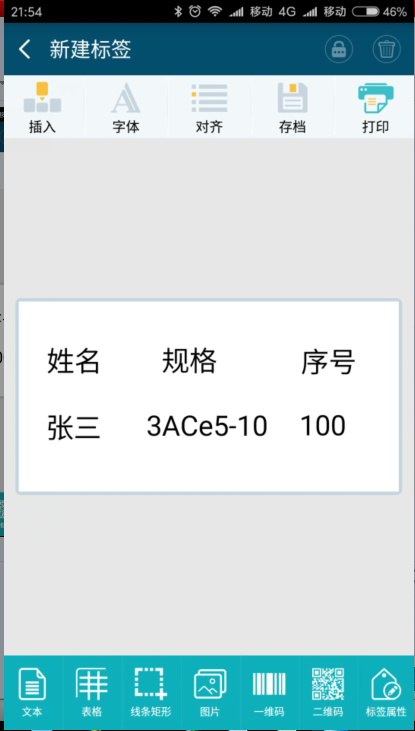 21:54 移动 4G 移动 46%
新建标签
插入 字体 对齐 存档 打印
姓名 规格 序号
张三 3ACe5-10 100
文本 表格 线条矩形 图片 一维码 二维码 标签属性